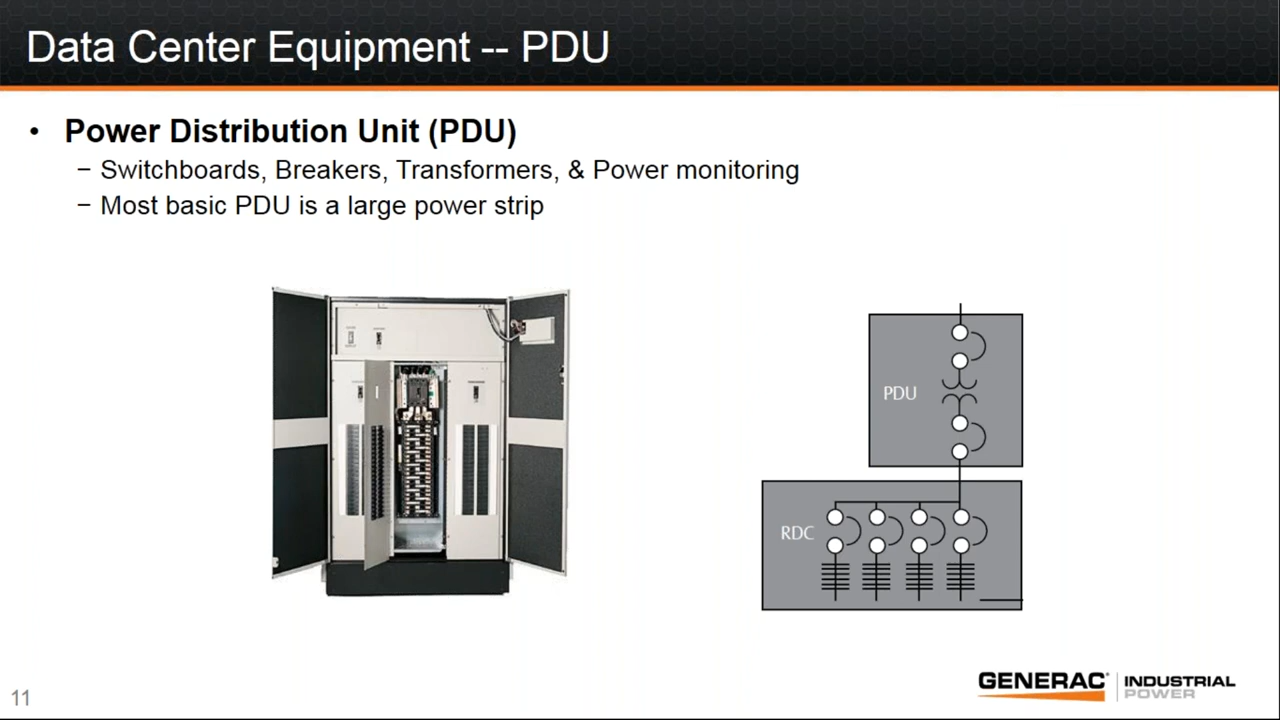 Data Center Equipment -- PDU
• Power Distribution Unit (PDU)
– Switchboards, Breakers, Transformers, & Power monitoring
– Most basic PDU is a large power strip
PDU
RDC
GENERAC | INDUSTRIAL
POWER
11